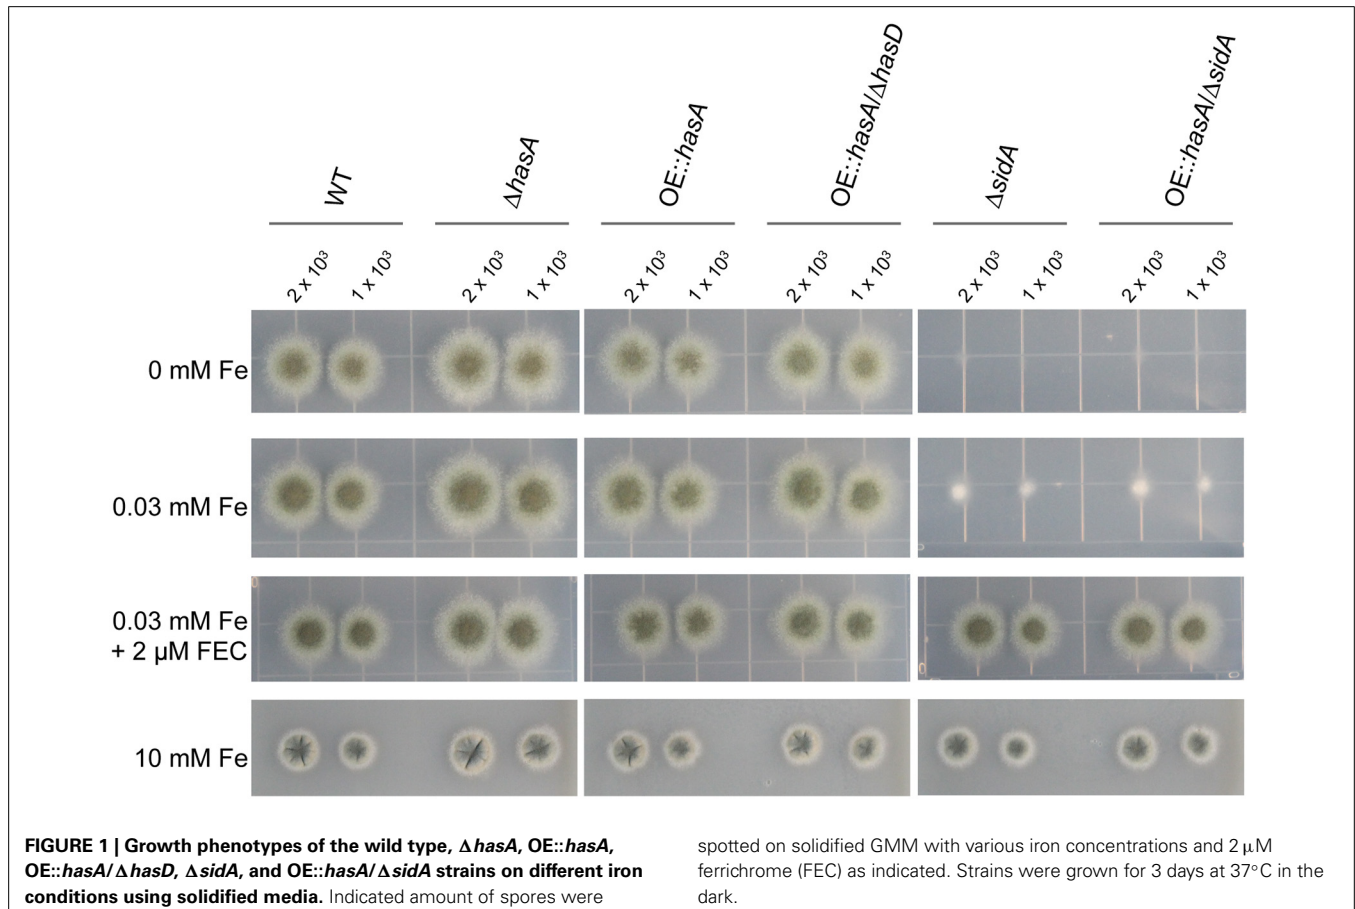 WT
ΔhasA
OE::hasA
OE::hasA/ΔhasD
ΔsidA
OE::hasA/ΔsidA
2 x 10³
1 x 10³
2 x 10³
1 x 10³
2 x 10³
1 x 10³
2 x 10³
1 x 10³
2 x 10³
1 x 10³
2 x 10³
1 x 10³
0 mM Fe
0.03 mM Fe
0.03 mM Fe
+ 2 µM FEC
10 mM Fe
FIGURE 1 | Growth phenotypes of the wild type, ΔhasA, OE::hasA,
OE::hasA/ΔhasD, ΔsidA, and OE::hasA/ΔsidA strains on different iron
conditions using solidified media. Indicated amount of spores were
spotted on solidified GMM with various iron concentrations and 2 µM
ferrichrome (FEC) as indicated. Strains were grown for 3 days at 37°C in the
dark.